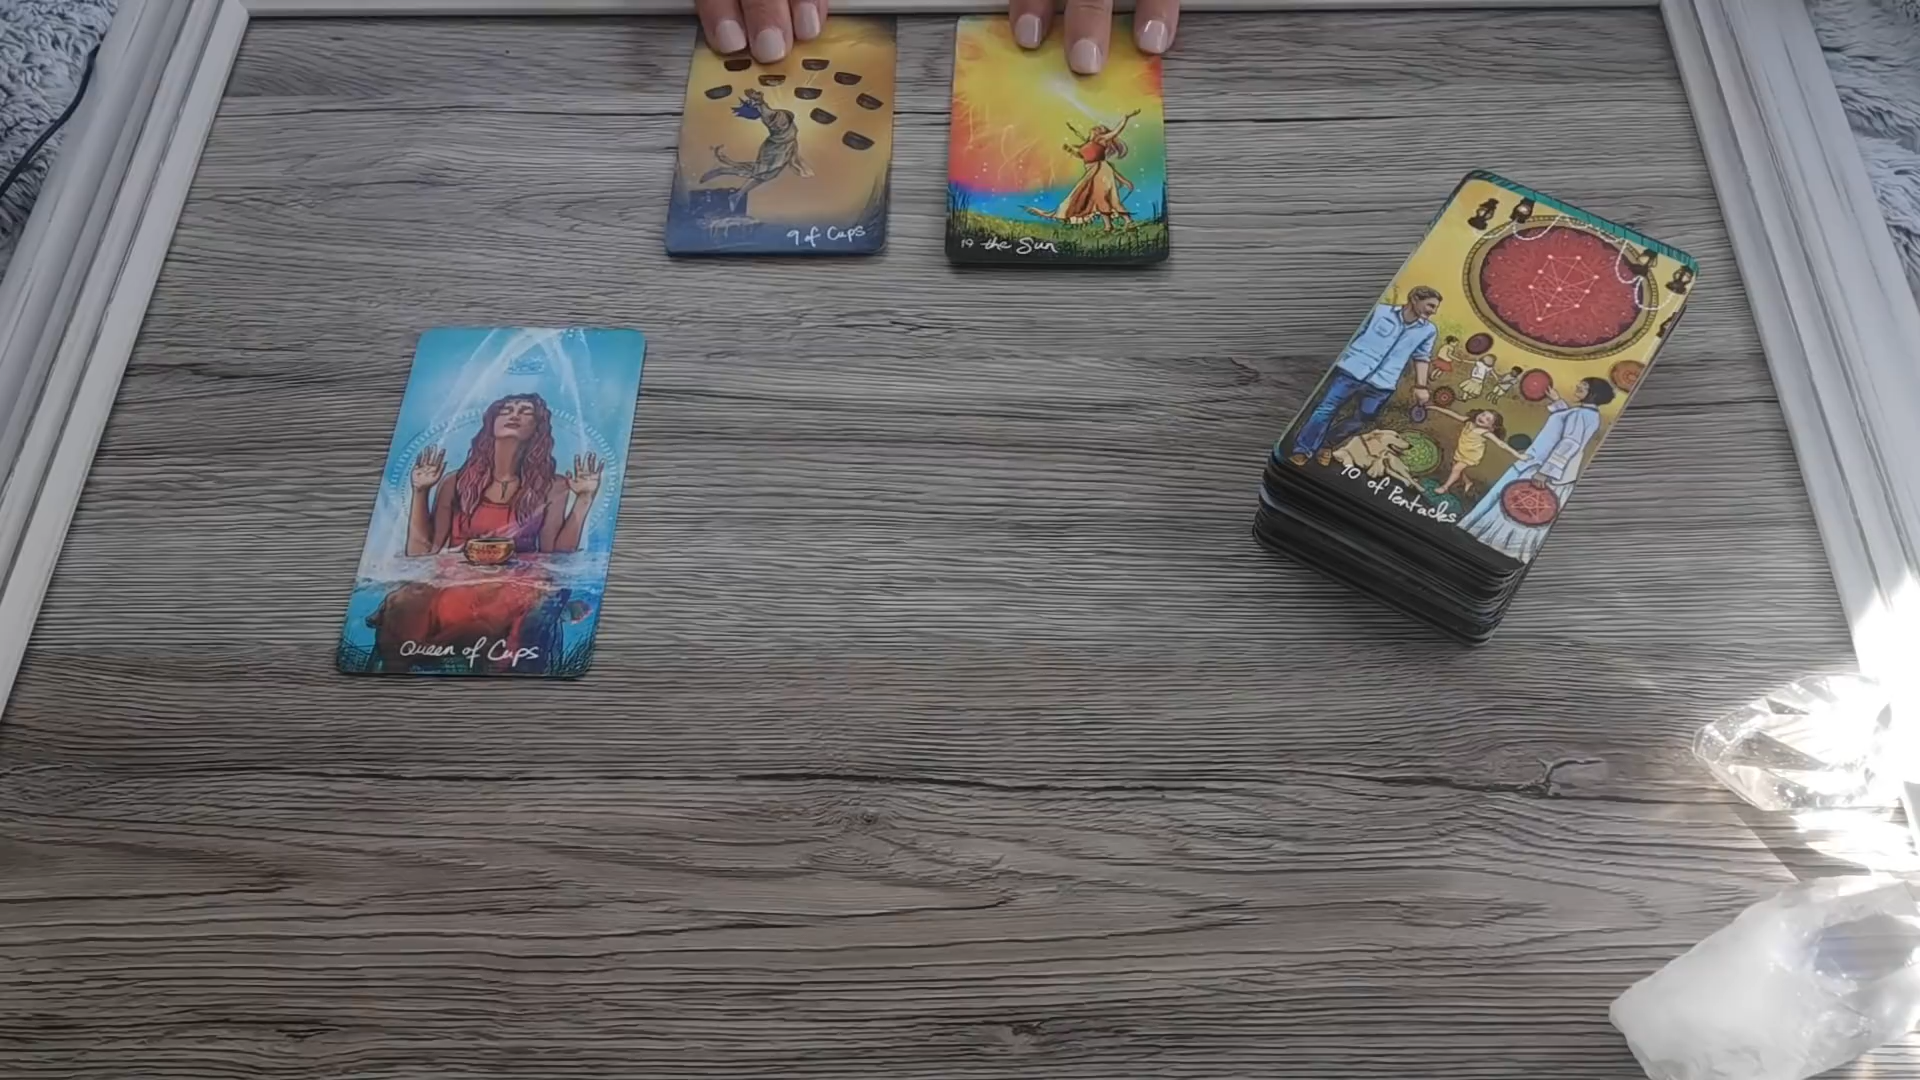 9 of Cups
19 the Sun
Queen of Cups
10 of Pentacles